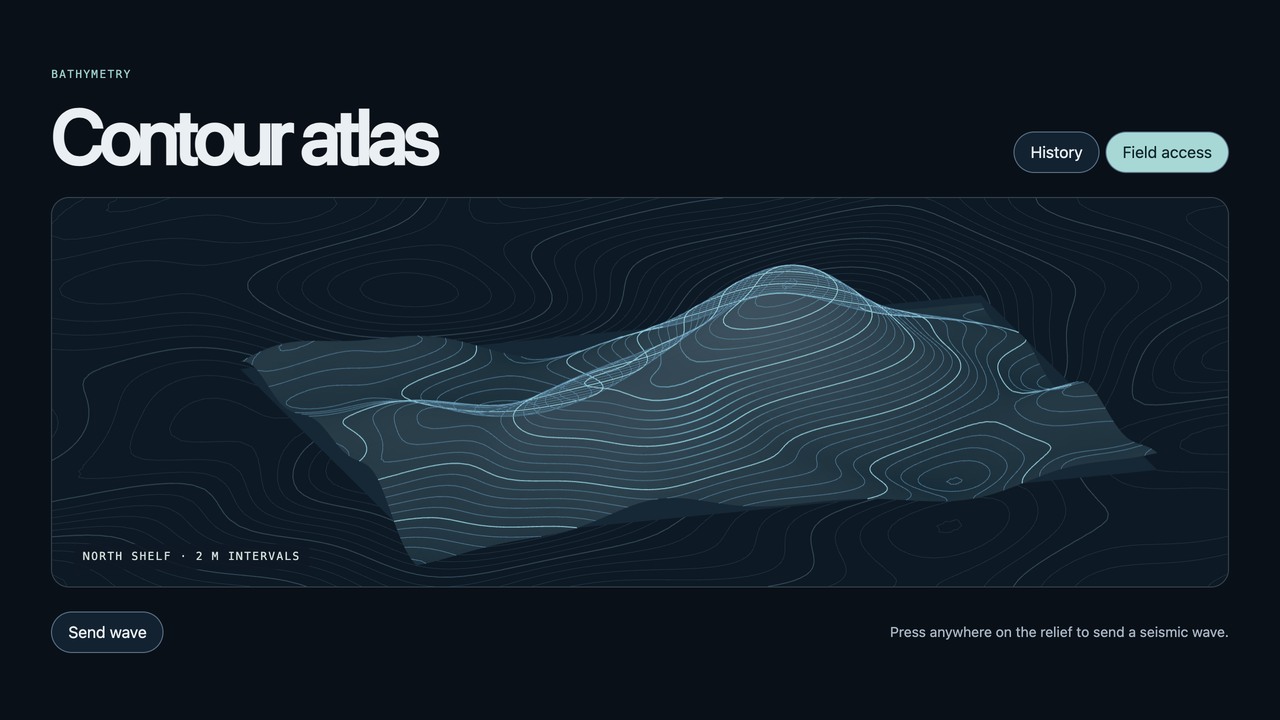 BATHYMETRY
Contour atlas
History
Field access
NORTH SHELF · 2 M INTERVALS
Send wave
Press anywhere on the relief to send a seismic wave.